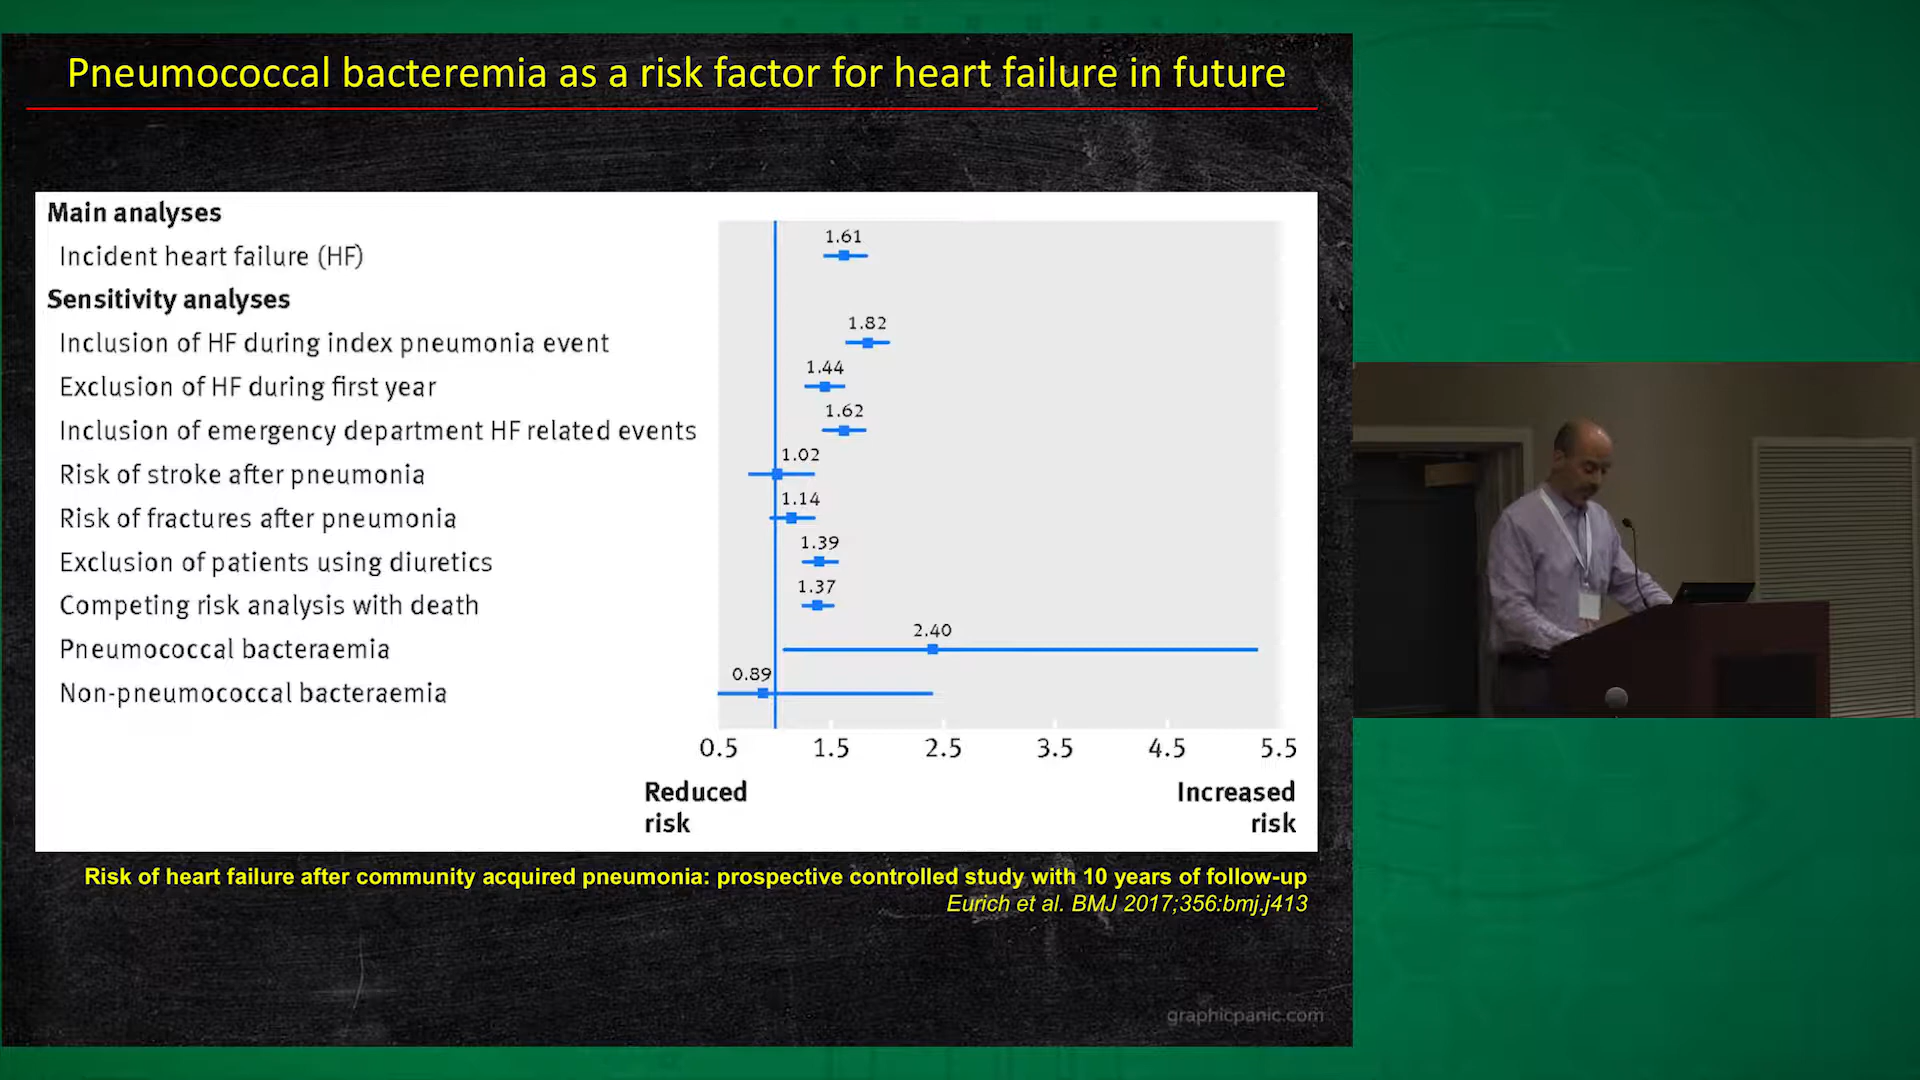 Pneumococcal bacteremia as a risk factor for heart failure in future
Main analyses
Incident heart failure (HF)
1.61
Sensitivity analyses
Inclusion of HF during index pneumonia event
1.82
Exclusion of HF during first year
1.44
Inclusion of emergency department HF related events
1.62
Risk of stroke after pneumonia
1.02
Risk of fractures after pneumonia
1.14
Exclusion of patients using diuretics
1.39
Competing risk analysis with death
1.37
Pneumococcal bacteraemia
2.40
Non-pneumococcal bacteraemia
0.89
0.5 1.5 2.5 3.5 4.5 5.5
Reduced
risk
Increased
risk
Risk of heart failure after community acquired pneumonia: prospective controlled study with 10 years of follow-up
Eurich et al. BMJ 2017;356:bmj.j413
graphicpanic.com